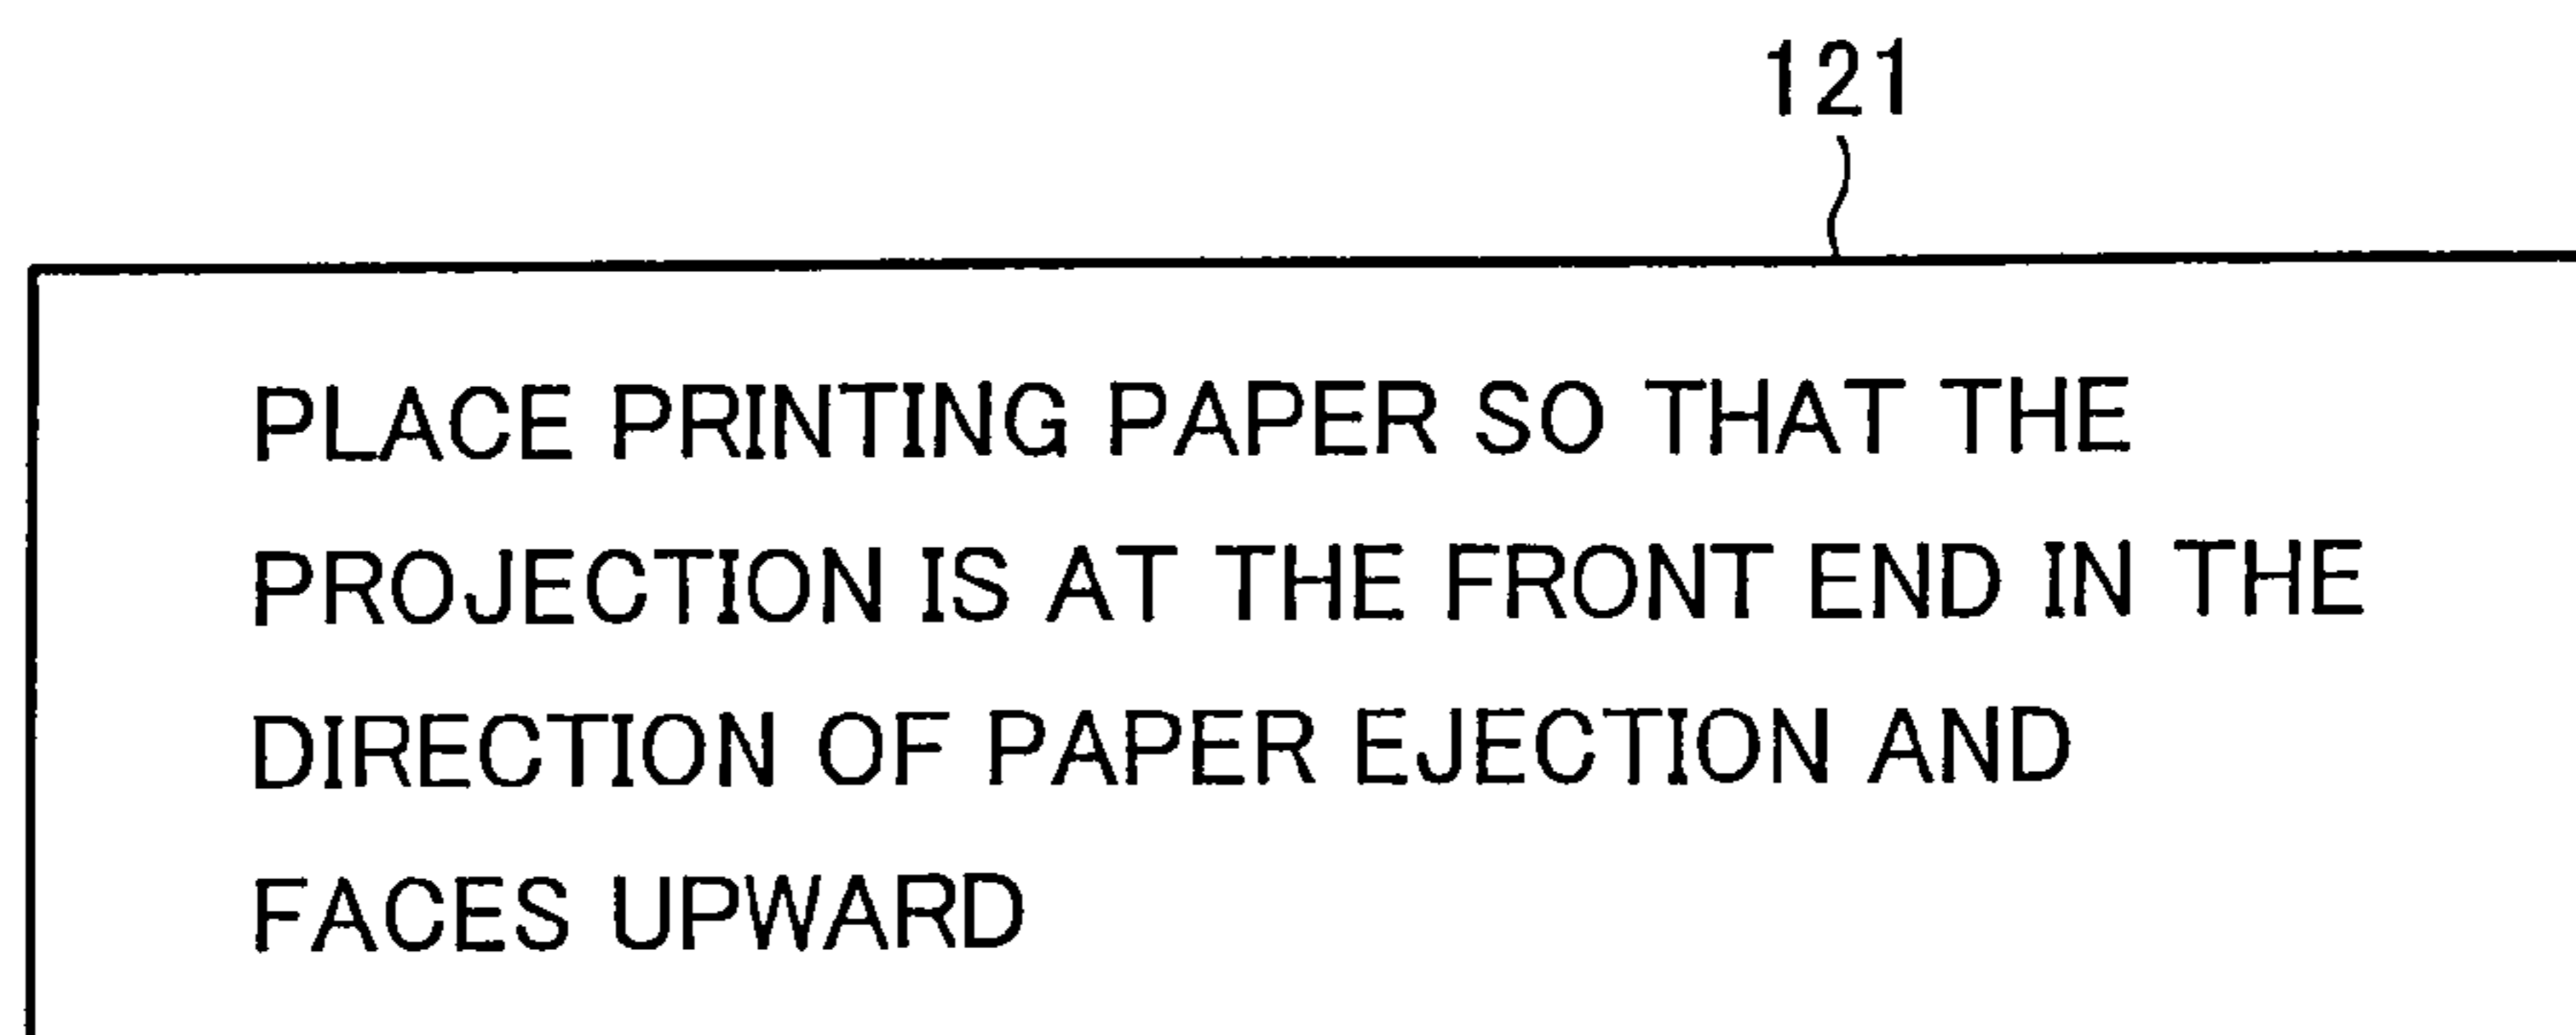 121
PLACE PRINTING PAPER SO THAT THE
PROJECTION IS AT THE FRONT END IN THE
DIRECTION OF PAPER EJECTION AND
FACES UPWARD